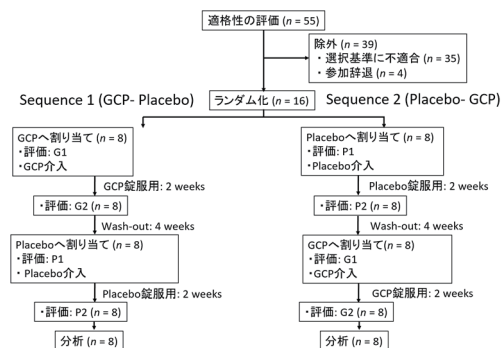 適格性の評価 (n = 55)
除外 (n = 39)
・選択基準に不適合 (n = 35)
・参加辞退 (n = 4)
Sequence 1 (GCP- Placebo)
ランダム化 (n = 16)
Sequence 2 (Placebo- GCP)
GCPへ割り当て (n = 8)
・評価: G1
・GCP介入
GCP錠服用: 2 weeks
・評価: G2 (n = 8)
Wash-out: 4 weeks
Placeboへ割り当て (n = 8)
・評価: P1
・ Placebo介入
Placebo錠服用: 2 weeks
・評価: P2 (n = 8)
分析 (n = 8)
Placeboへ割り当て (n = 8)
・評価: P1
・Placebo介入
Placebo錠服用: 2 weeks
・評価: P2 (n = 8)
Wash-out: 4 weeks
GCPへ割り当て (n = 8)
・評価: G1
・GCP介入
GCP錠服用: 2 weeks
・評価: G2 (n = 8)
分析 (n = 8)